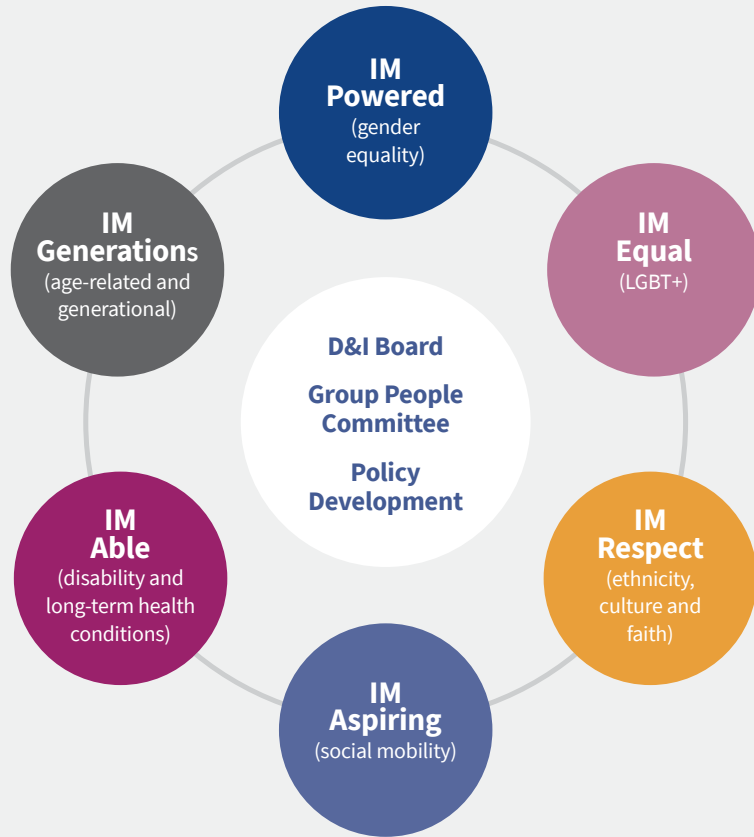 IM
Powered
(gender
equality)
IM
Equal
(LGBT+)
IM
Respect
(ethnicity,
culture and
faith)
IM
Aspiring
(social mobility)
IM
Able
(disability and
long-term health
conditions)
IM
Generations
(age-related and
generational)
D&I Board
Group People
Committee
Policy
Development